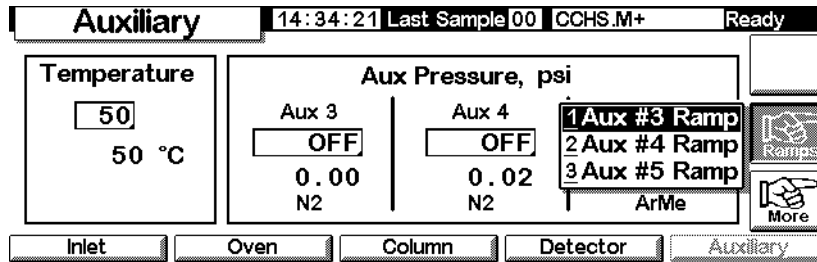 Auxiliary 14:34:21 Last Sample 00 CCHS.M+ Ready
Temperature
50
50 °C
Aux Pressure, psi
Aux 3 Aux 4
OFF OFF
0.00 0.02
N2 N2 ArMe
1 Aux #3 Ramp
2 Aux #4 Ramp
3 Aux #5 Ramp
Ramps
More
Inlet Oven Column Detector Auxiliary